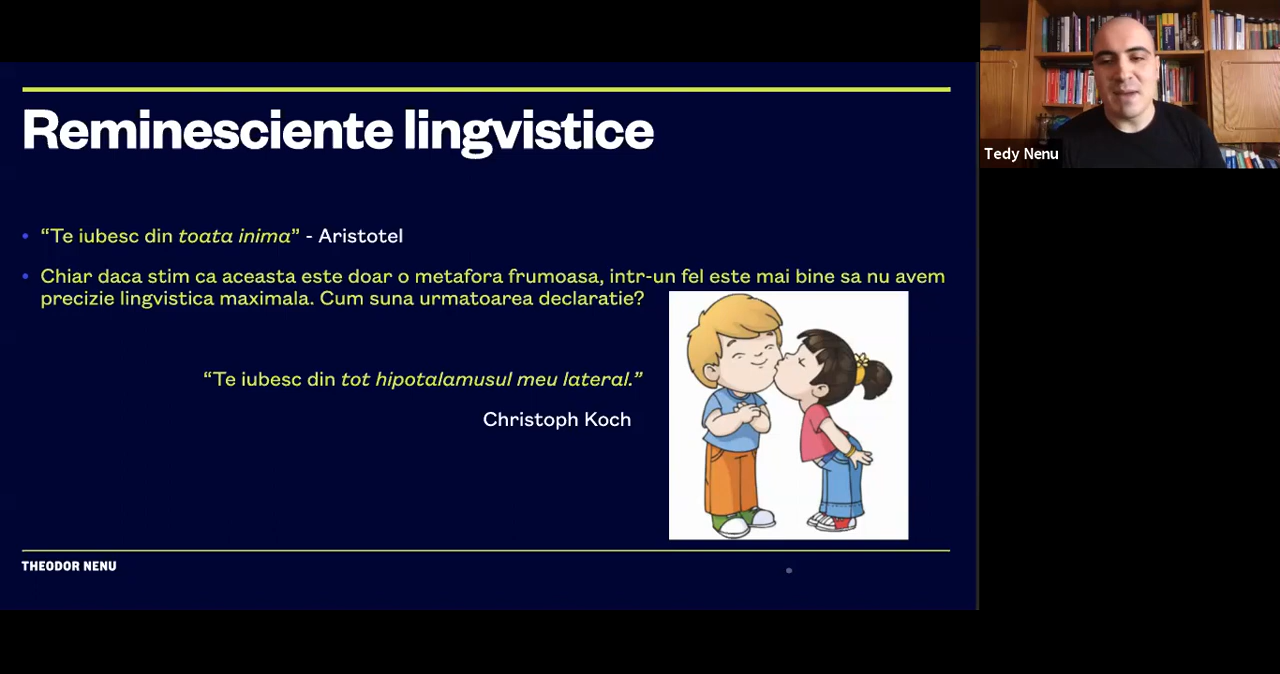 Reminesciente lingvistice
• “Te iubesc din toata inima” - Aristotel
• Chiar daca stim ca aceasta este doar o metafora frumoasa, intr-un fel este mai bine sa nu avem
precizie lingvistica maximala. Cum suna urmatoarea declaratie?
“Te iubesc din tot hipotalamusul meu lateral.”
Christoph Koch
THEODOR NENU
Tedy Nenu